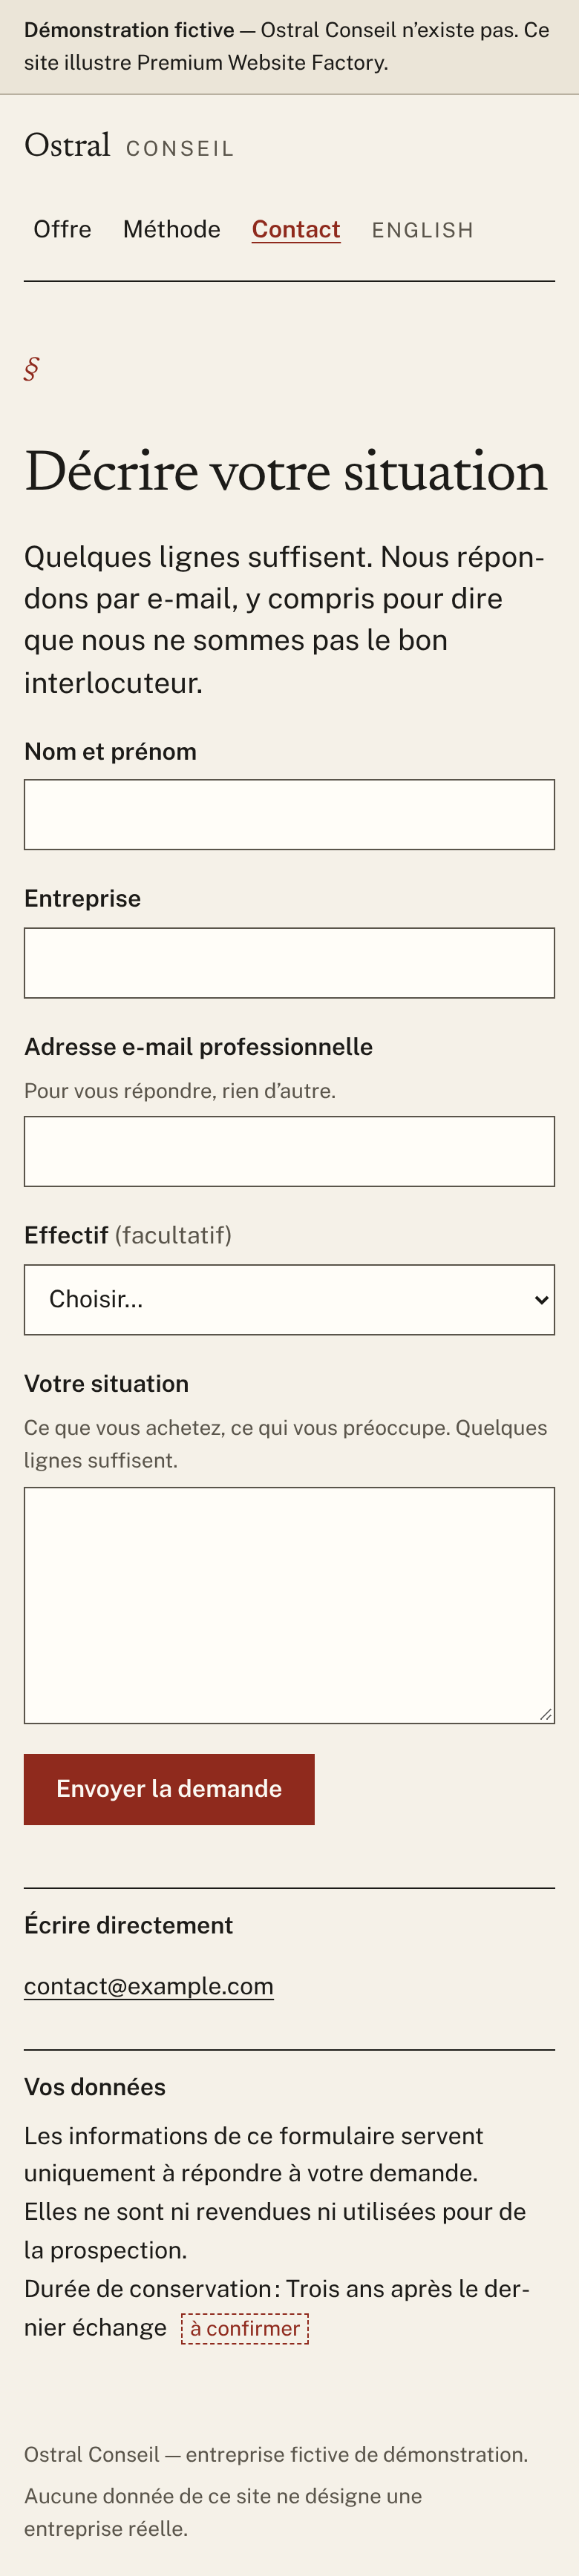 Démonstration fictive — Ostral Conseil n’existe pas. Ce
site illustre Premium Website Factory.
Ostral CONSEIL
Offre Méthode Contact ENGLISH
§
Décrire votre situation
Quelques lignes suffisent. Nous répon-
dons par e-mail, y compris pour dire
que nous ne sommes pas le bon
interlocuteur.
Nom et prénom
Entreprise
Adresse e-mail professionnelle
Pour vous répondre, rien d’autre.
Effectif (facultatif)
Choisir…
Votre situation
Ce que vous achetez, ce qui vous préoccupe. Quelques
lignes suffisent.
Envoyer la demande
Écrire directement
contact@example.com
Vos données
Les informations de ce formulaire servent
uniquement à répondre à votre demande.
Elles ne sont ni revendues ni utilisées pour de
la prospection.
Durée de conservation : Trois ans après le der-
nier échange à confirmer
Ostral Conseil — entreprise fictive de démonstration.
Aucune donnée de ce site ne désigne une
entreprise réelle.